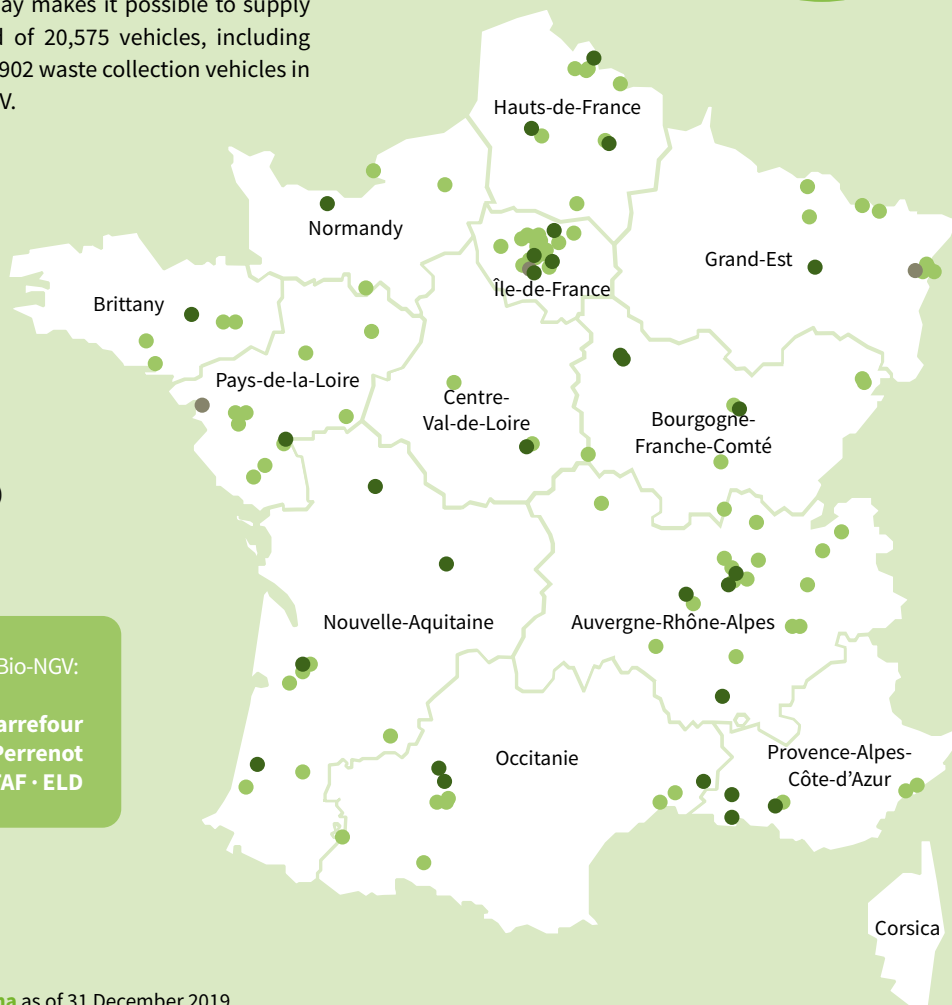 ay makes it possible to supply
of 20,575 vehicles, including
902 waste collection vehicles in
V.
Hauts-de-France
Normandy
Grand-Est
Île-de-France
Brittany
Pays-de-la-Loire
Centre-
Val-de-Loire
Bourgogne-
Franche-Comté
)
Nouvelle-Aquitaine
Auvergne-Rhône-Alpes
Bio-NGV:
arrefour
Perrenot
TAF · ELD
Occitanie
Provence-Alpes-
Côte-d'Azur
Corsica
as of 31 December 2019